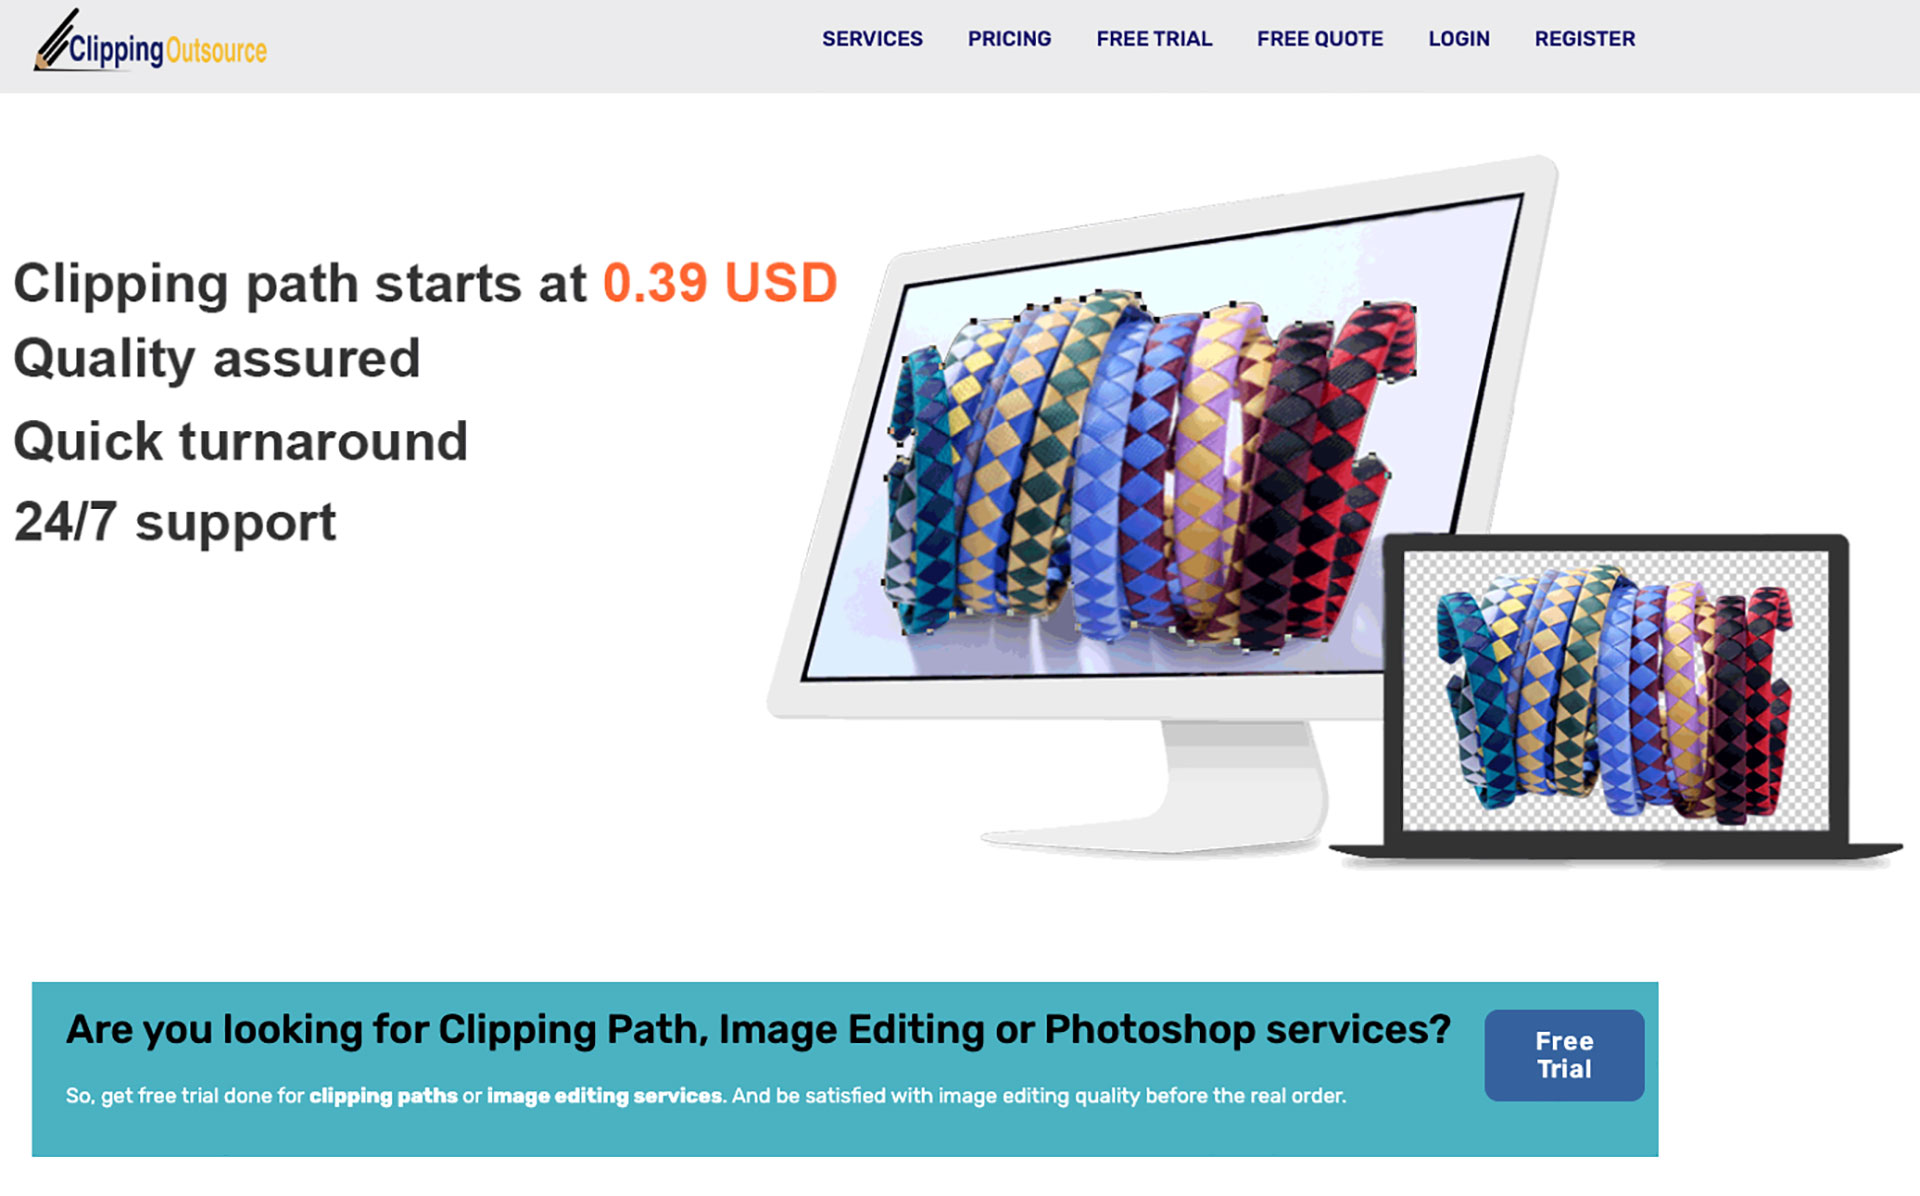 ClippingOutsource
SERVICES PRICING FREE TRIAL FREE QUOTE LOGIN REGISTER
Clipping path starts at 0.39 USD
Quality assured
Quick turnaround
24/7 support
Are you looking for Clipping Path, Image Editing or Photoshop services?
So, get free trial done for clipping paths or image editing services. And be satisfied with image editing quality before the real order.
Free
Trial